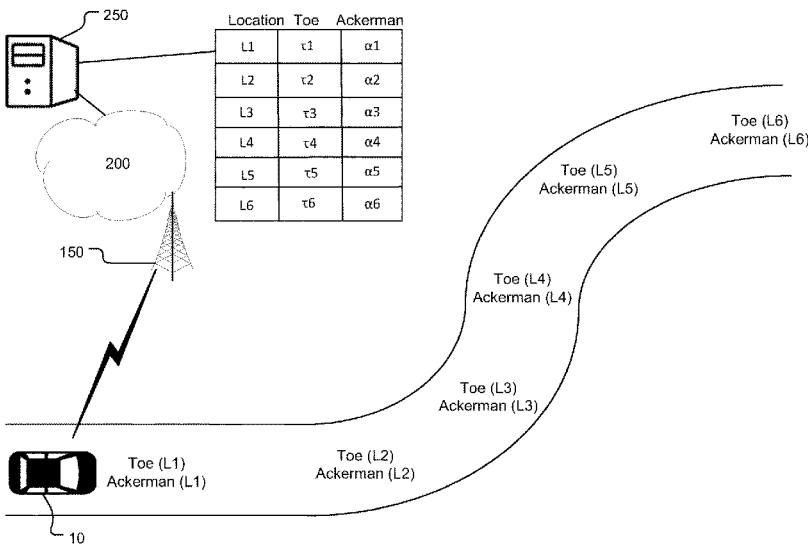 250
Location Toe Ackerman
L1 τ1 α1
L2 τ2 α2
L3 τ3 α3
L4 τ4 α4
L5 τ5 α5
L6 τ6 α6
200
150
Toe (L6)
Ackerman (L6)
Toe (L5)
Ackerman (L5)
Toe (L4)
Ackerman (L4)
Toe (L3)
Ackerman (L3)
Toe (L2)
Ackerman (L2)
Toe (L1)
Ackerman (L1)
10